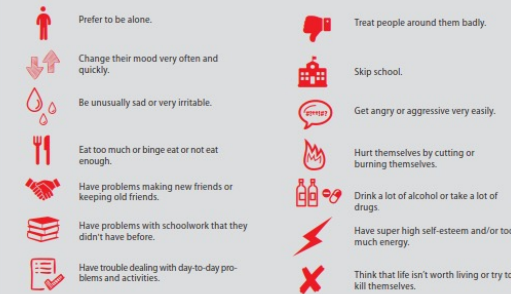 Prefer to be alone.
Change their mood very often and
quickly.
Be unusually sad or very irritable.
Eat too much or binge eat or not eat
enough.
Have problems making new friends or
keeping old friends.
Have problems with schoolwork that they
didn't have before.
Have trouble dealing with day-to-day pro-
blems and activities.
Treat people around them badly.
Skip school.
Get angry or aggressive very easily.
Hurt themselves by cutting or
burning themselves.
Drink a lot of alcohol or take a lot of
drugs.
Have super high self-esteem and/or too
much energy.
Think that life isn't worth living or try to
kill themselves.